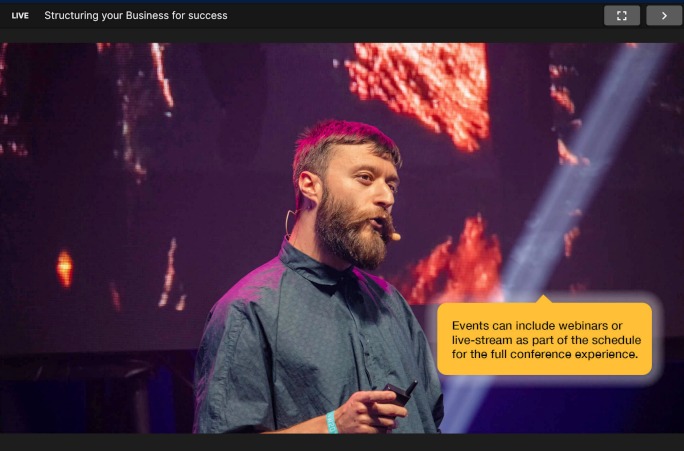 LIVE Structuring your Business for success
Events can include webinars or
live-stream as part of the schedule
for the full conference experience.